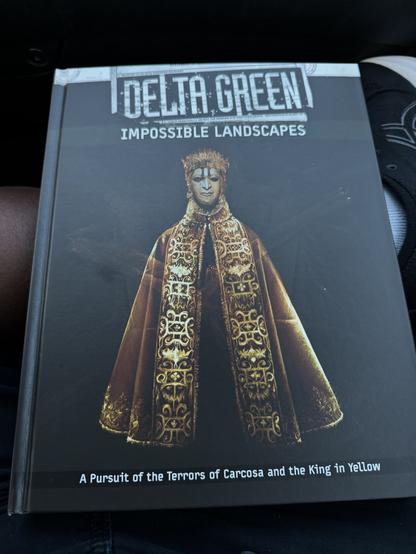 DELTA GREEN
IMPOSSIBLE LANDSCAPES
A Pursuit of the Terrors of Carcosa and the King in Yellow